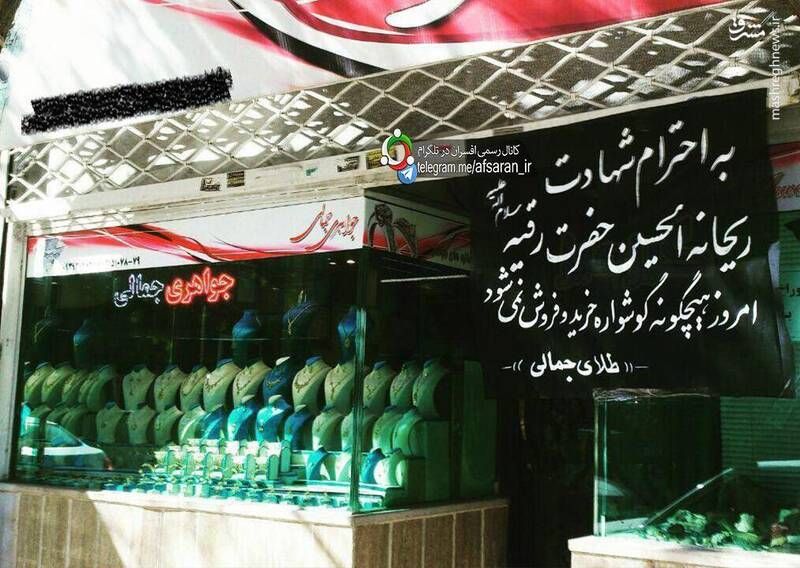 مشرق
mashreghnews.ir
کانال رسمی افسران در تلگرام
telegram.me/afsaran_ir
به احترام شهادت
ریحانه الحسین حضرت رقیه سلام الله علیها
امروز هیچگونه گوشواره خرید و فروش نمی شود
-(( طلای جمالی ))-
جواهری جمالی
جواهری جمالی